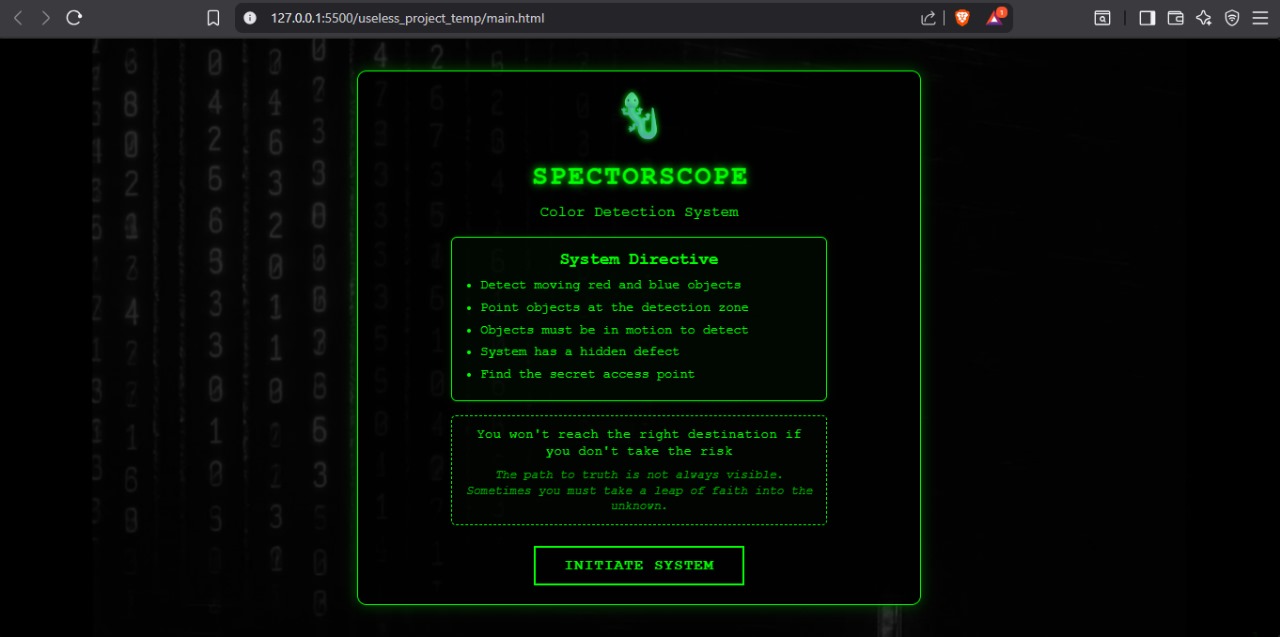 127.0.0.1:5500/useless_project_temp/main.html
1
SPECTORSCOPE
Color Detection System
System Directive
• Detect moving red and blue objects
• Point objects at the detection zone
• Objects must be in motion to detect
• System has a hidden defect
• Find the secret access point
You won't reach the right destination if
you don't take the risk
The path to truth is not always visible.
Sometimes you must take a leap of faith into the
unknown.
INITIATE SYSTEM